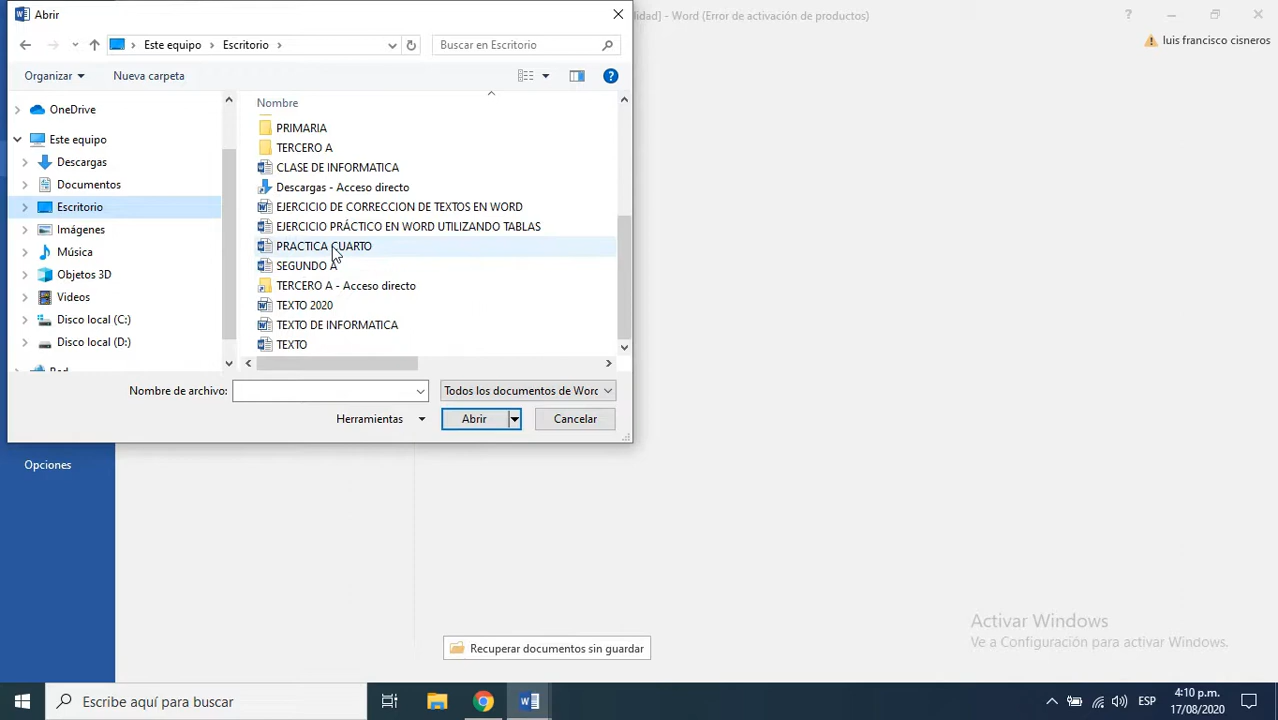 Abrir
lidad] - Word (Error de activación de productos)
luis francisco cisneros
Este equipo
Escritorio
Buscar en Escritorio
Organizar
Nueva carpeta
Nombre
OneDrive
Este equipo
Descargas
Documentos
Escritorio
Imágenes
Música
Objetos 3D
Videos
Disco local (C:)
Disco local (D:)
PRIMARIA
TERCERO A
CLASE DE INFORMATICA
Descargas - Acceso directo
EJERCICIO DE CORRECCION DE TEXTOS EN WORD
EJERCICIO PRÁCTICO EN WORD UTILIZANDO TABLAS
PRACTICA CUARTO
SEGUNDO A
TERCERO A - Acceso directo
TEXTO 2020
TEXTO DE INFORMATICA
TEXTO
Nombre de archivo:
Todos los documentos de Word
Herramientas
Abrir
Cancelar
Opciones
Recuperar documentos sin guardar
Activar Windows
Ve a Configuración para activar Windows.
Escribe aquí para buscar
ESP
4:10 p.m.
17/08/2020